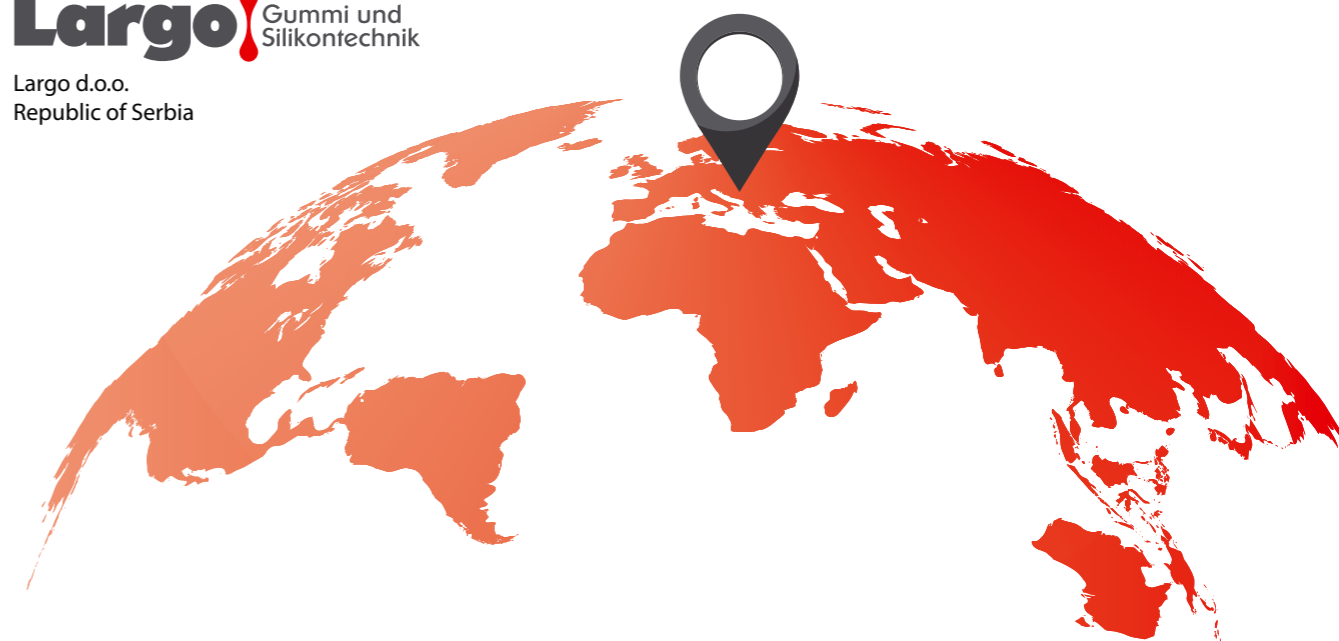 Largo Gummi und
Silikontechnik
Largo d.o.o.
Republic of Serbia